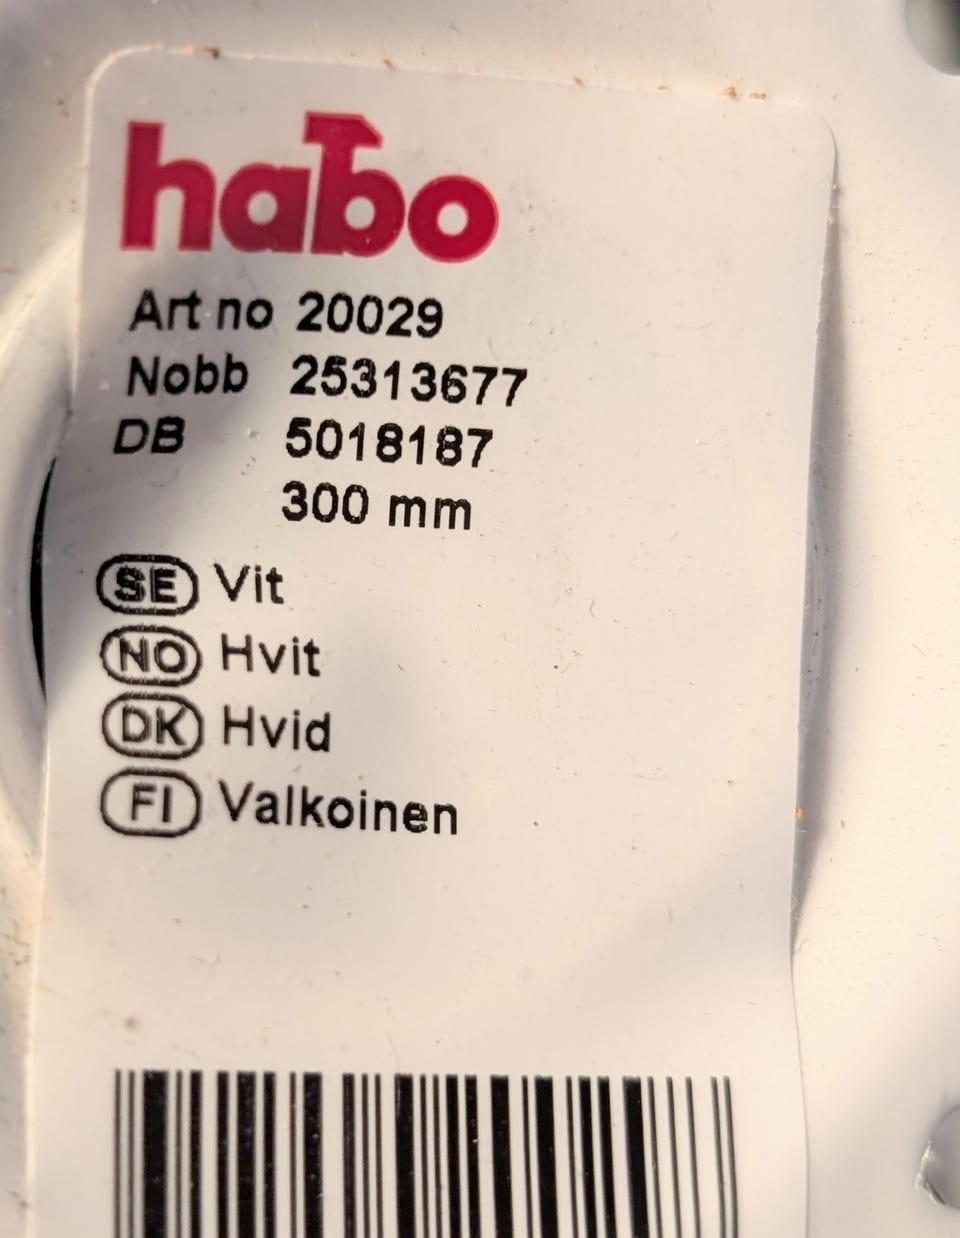 habo
Art no 20029
Nobb 25313677
DB 5018187
300 mm
SE Vit
NO Hvit
DK Hvid
FI Valkoinen